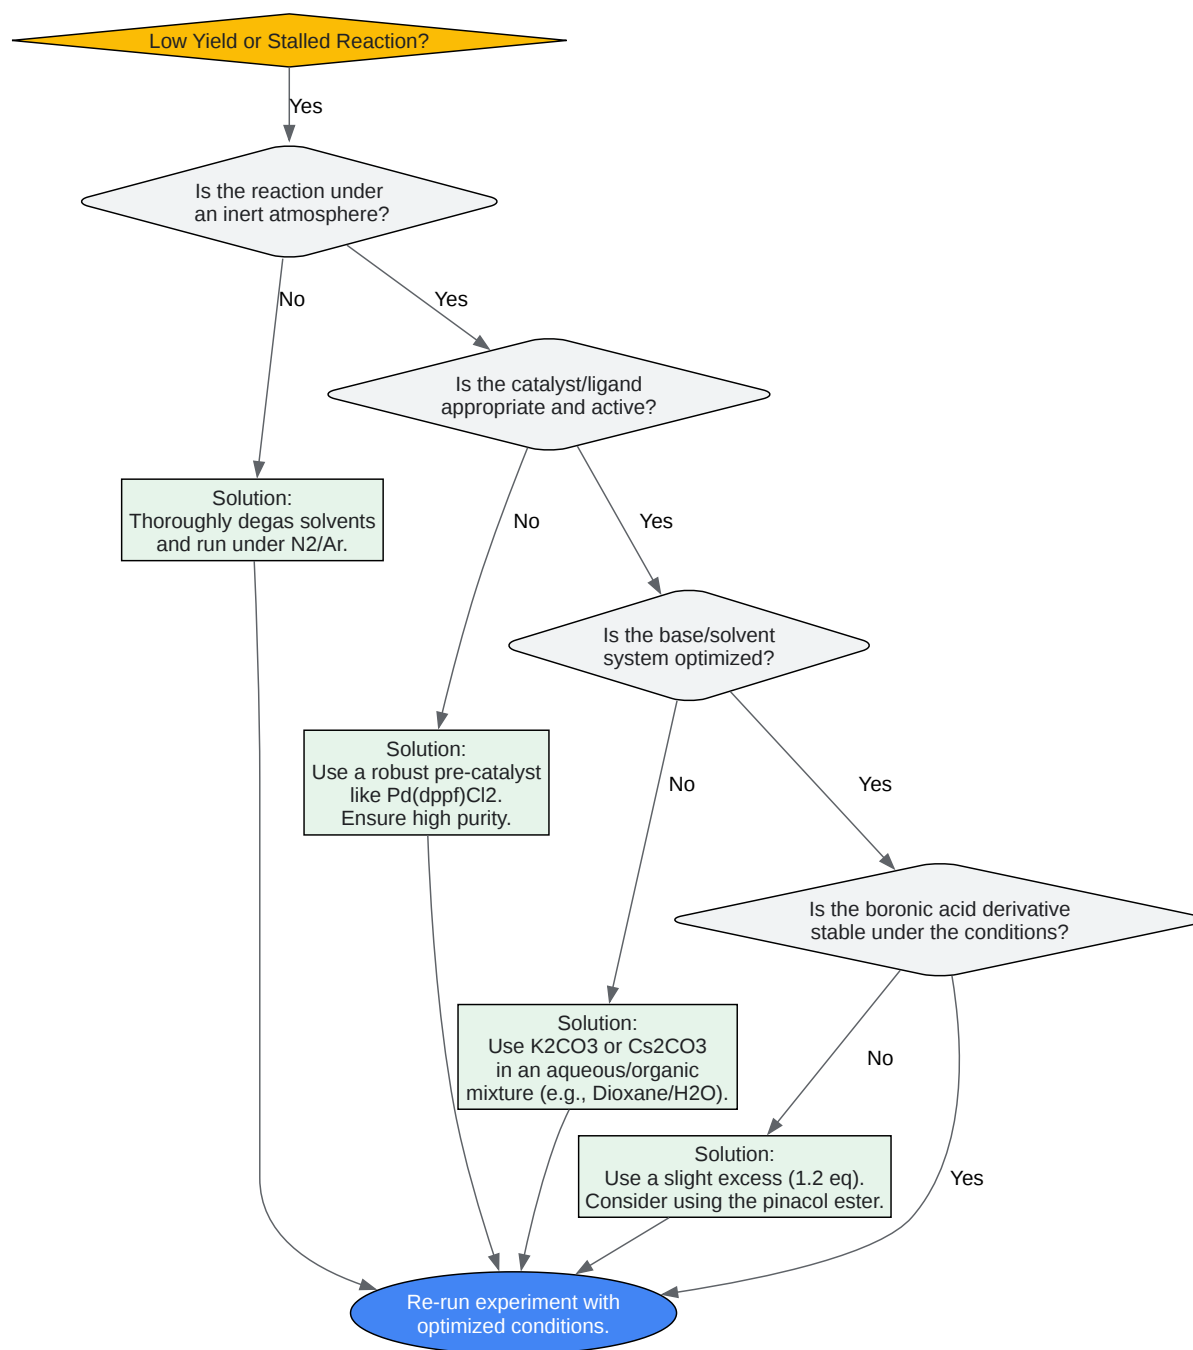 Low Yield or Stalled Reaction?
Yes
Is the reaction under
an inert atmosphere?
No
Yes
Is the catalyst/ligand
appropriate and active?
Solution:
Thoroughly degas solvents
and run under N2/Ar.
No
Yes
Is the base/solvent
system optimized?
Solution:
Use a robust pre-catalyst
like Pd(dppf)Cl2.
Ensure high purity.
No
Yes
Is the boronic acid derivative
stable under the conditions?
Solution:
Use K2CO3 or Cs2CO3
in an aqueous/organic
mixture (e.g., Dioxane/H2O).
No
Solution:
Use a slight excess (1.2 eq).
Consider using the pinacol ester.
Yes
Re-run experiment with
optimized conditions.